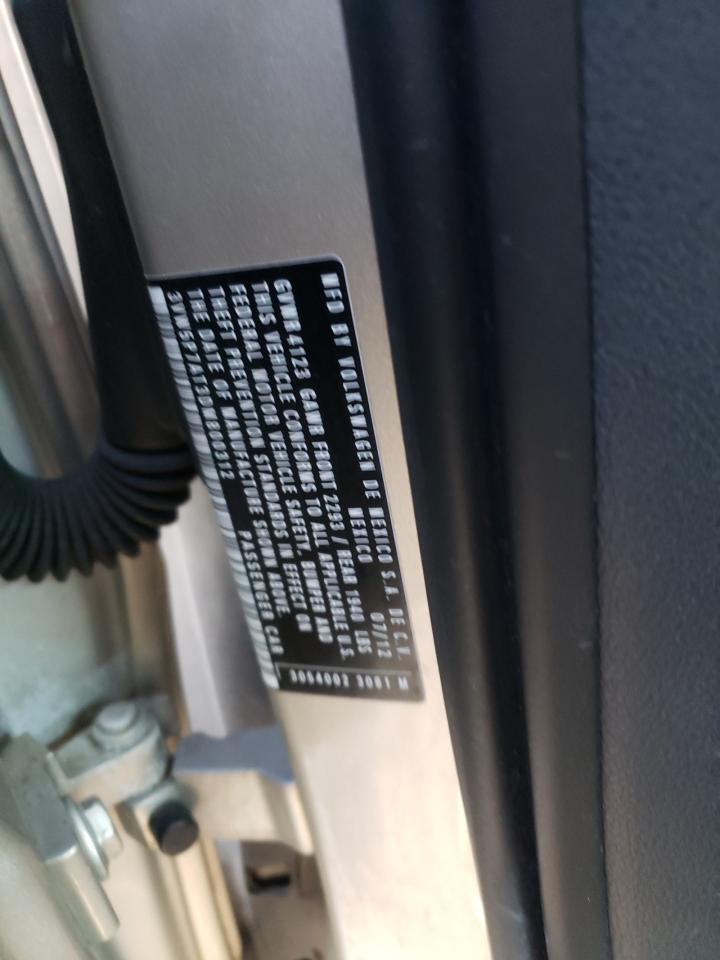 MFD BY VOLKSWAGEN DE MEXICO S.A. DE C.V.
MEXICO 07/12
GVWR 4123 GAWR FRONT 2293 / REAR 1940 LBS
THIS VEHICLE CONFORMS TO ALL APPLICABLE U.S.
FEDERAL MOTOR VEHICLE SAFETY, BUMPER AND
THEFT PREVENTION STANDARDS IN EFFECT ON
THE DATE OF MANUFACTURE SHOWN ABOVE.
PASSENGER CAR